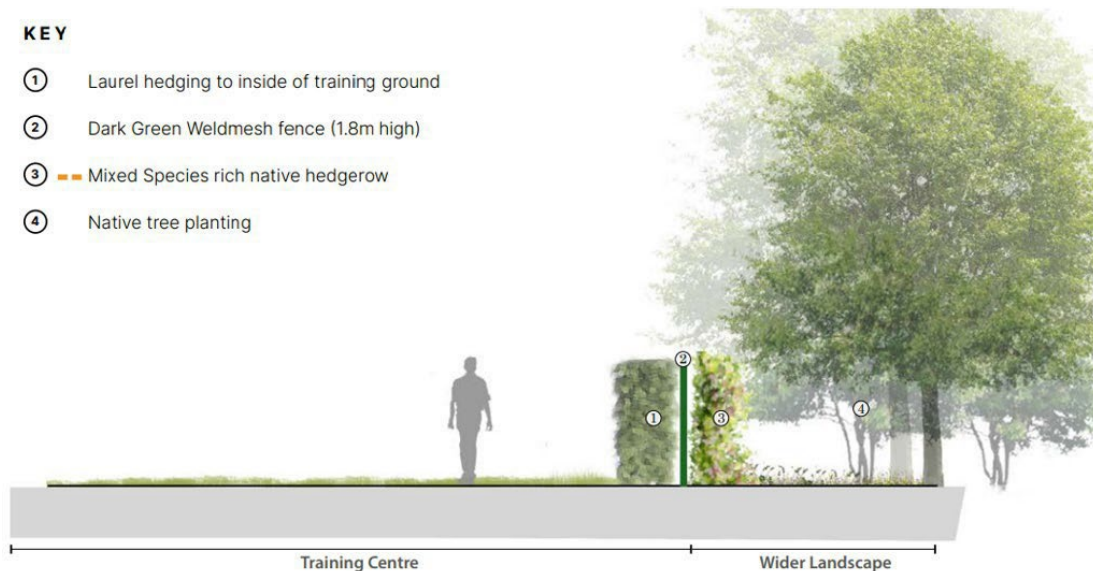 KEY
1 Laurel hedging to inside of training ground
2 Dark Green Weldmesh fence (1.8m high)
3 Mixed Species rich native hedgerow
4 Native tree planting
2
1
3
4
Training Centre
Wider Landscape